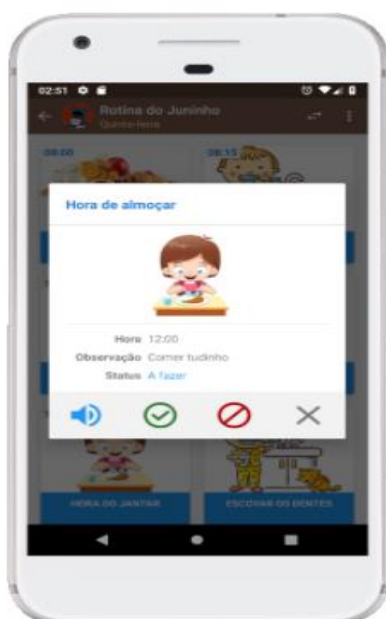 02:51
Rotina do Juninho
Quinta-feira
08:00
08:15
Hora de almoçar
Hora 12:00
Observação Comer tudinho
Status A fazer
HORA DO JANTAR
ESCOVAR OS DENTES